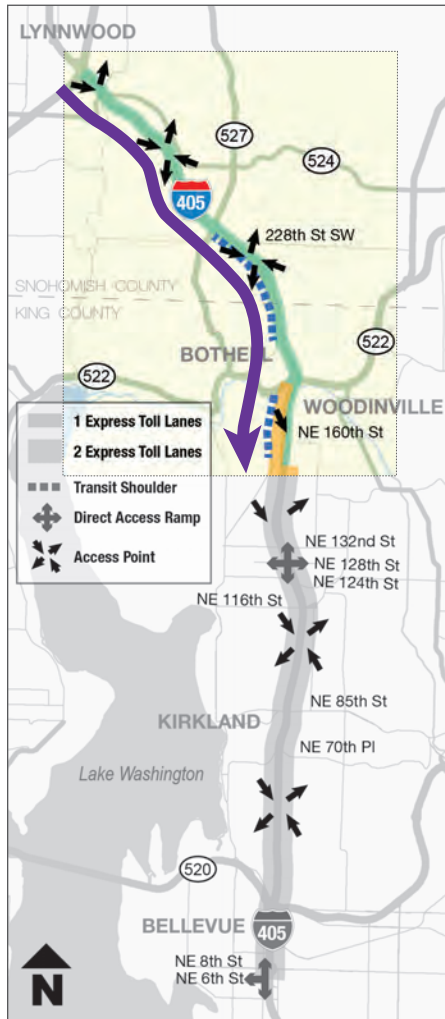 LYNNWOOD
527
524
405
228th St SW
SNOHOMISH COUNTY
KING COUNTY
BOTHELL
522
522
WOODINVILLE
NE 160th St
1 Express Toll Lanes
2 Express Toll Lanes
Transit Shoulder
Direct Access Ramp
Access Point
NE 132nd St
NE 128th St
NE 124th St
NE 116th St
NE 85th St
KIRKLAND
NE 70th Pl
Lake Washington
520
BELLEVUE
405
NE 8th St
NE 6th St
N